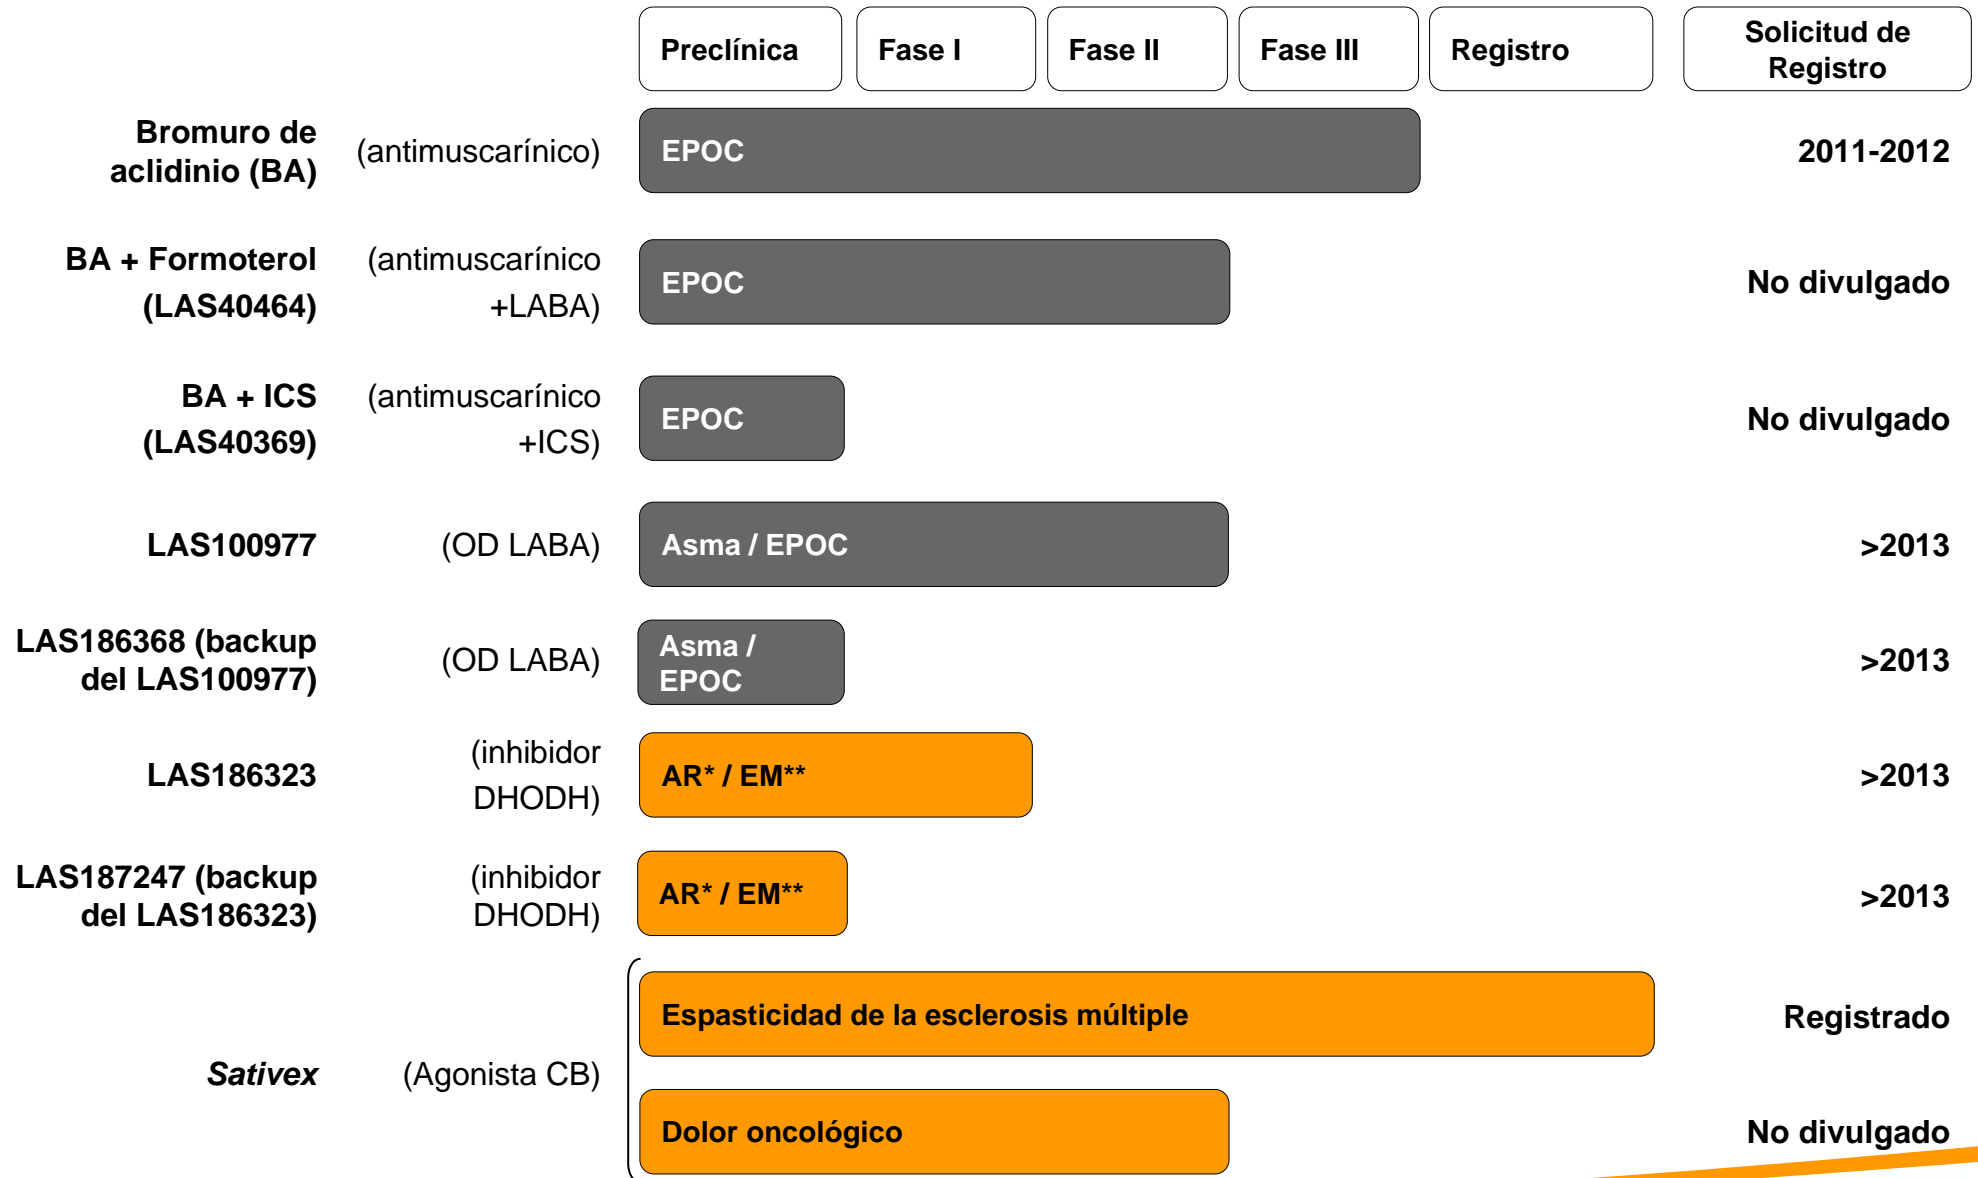 Preclínica
Fase I
Fase II
Fase III
Registro
Solicitud de
Registro
Bromuro de
aclidinio (BA)
(antimuscarínico)
EPOC
2011-2012
BA + Formoterol
(LAS40464)
(antimuscarínico
+LABA)
EPOC
No divulgado
BA + ICS
(LAS40369)
(antimuscarínico
+ICS)
EPOC
No divulgado
LAS100977
(OD LABA)
Asma / EPOC
>2013
LAS186368 (backup
del LAS100977)
(OD LABA)
Asma /
EPOC
>2013
LAS186323
(inhibidor
DHODH)
AR* / EM**
>2013
LAS187247 (backup
del LAS186323)
(inhibidor
DHODH)
AR* / EM**
>2013
Sativex
(Agonista CB)
Espasticidad de la esclerosis múltiple
Registrado
Dolor oncológico
No divulgado